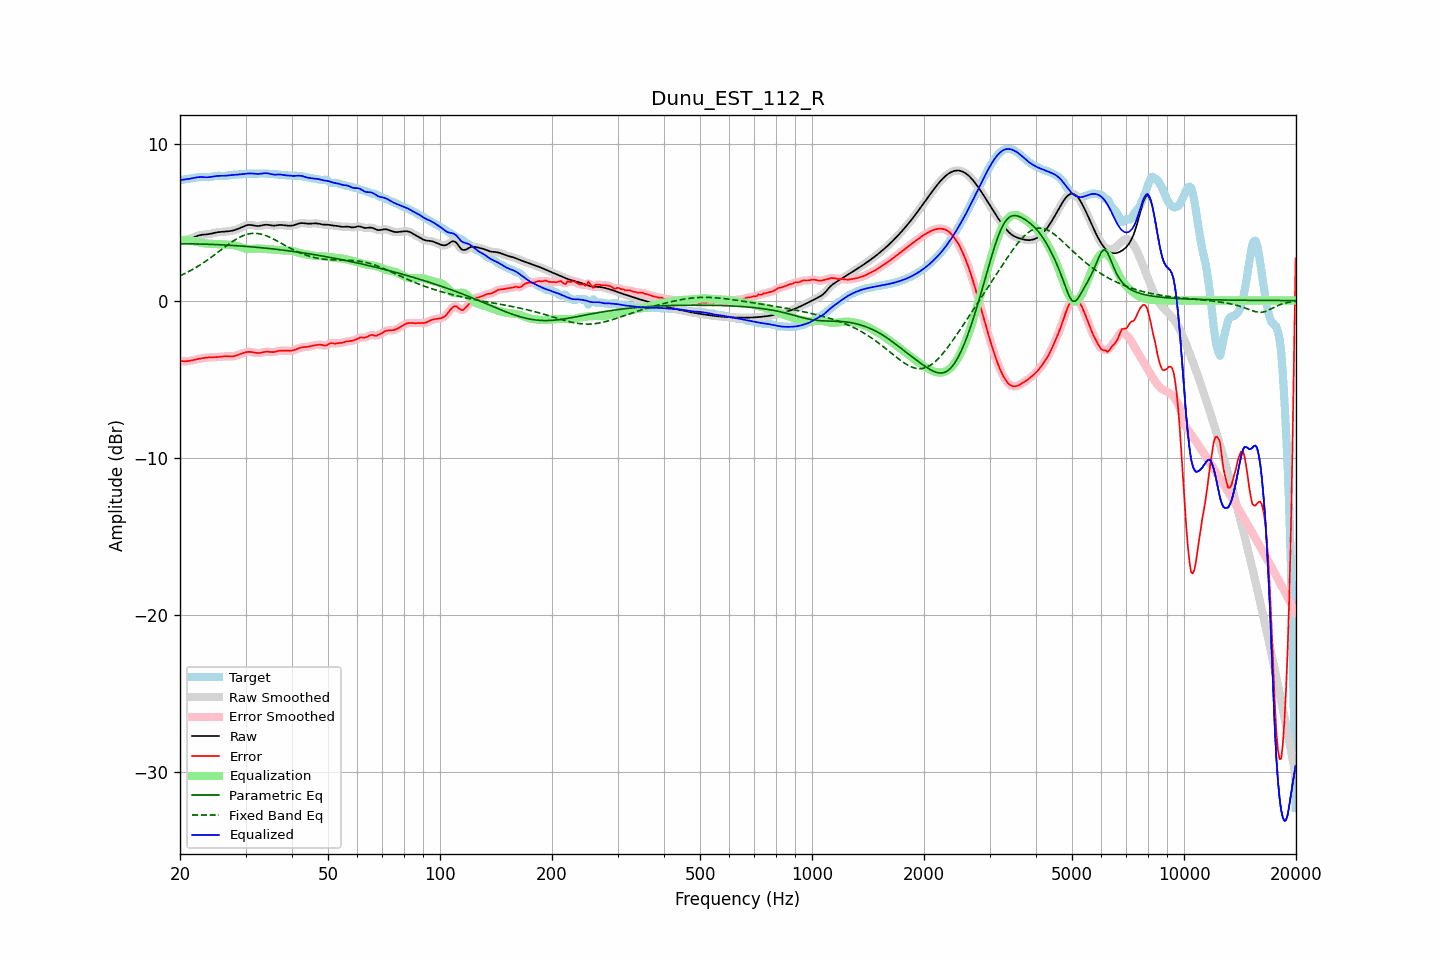 Dunu_EST_112_R
Amplitude (dBr)
10
0
−10
−20
−30
Target
Raw Smoothed
Error Smoothed
Raw
Error
Equalization
Parametric Eq
Fixed Band Eq
Equalized
20 50 100 200 500 1000 2000 5000 10000 20000
Frequency (Hz)